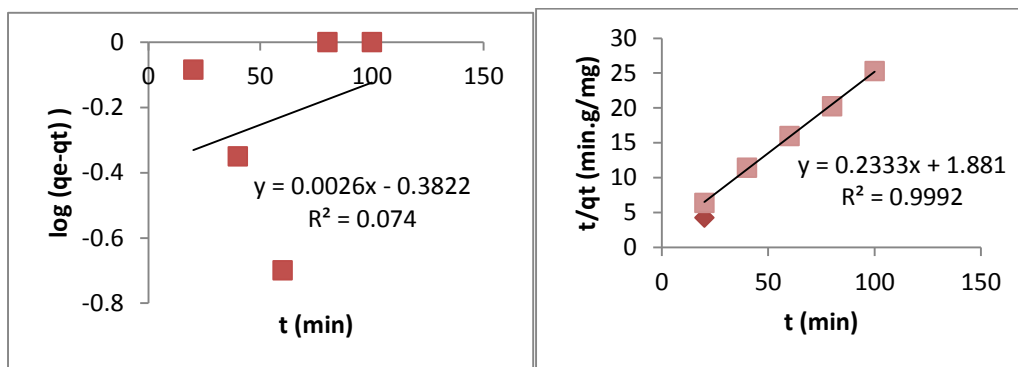 0
-0.2
-0.4
-0.6
-0.8
0
50
100
150
log (qe-qt) )
y = 0.0026x - 0.3822
R² = 0.074
t (min)
30
25
20
15
10
5
0
0
50
100
150
t/qt (min.g/mg)
y = 0.2333x + 1.881
R² = 0.9992
t (min)